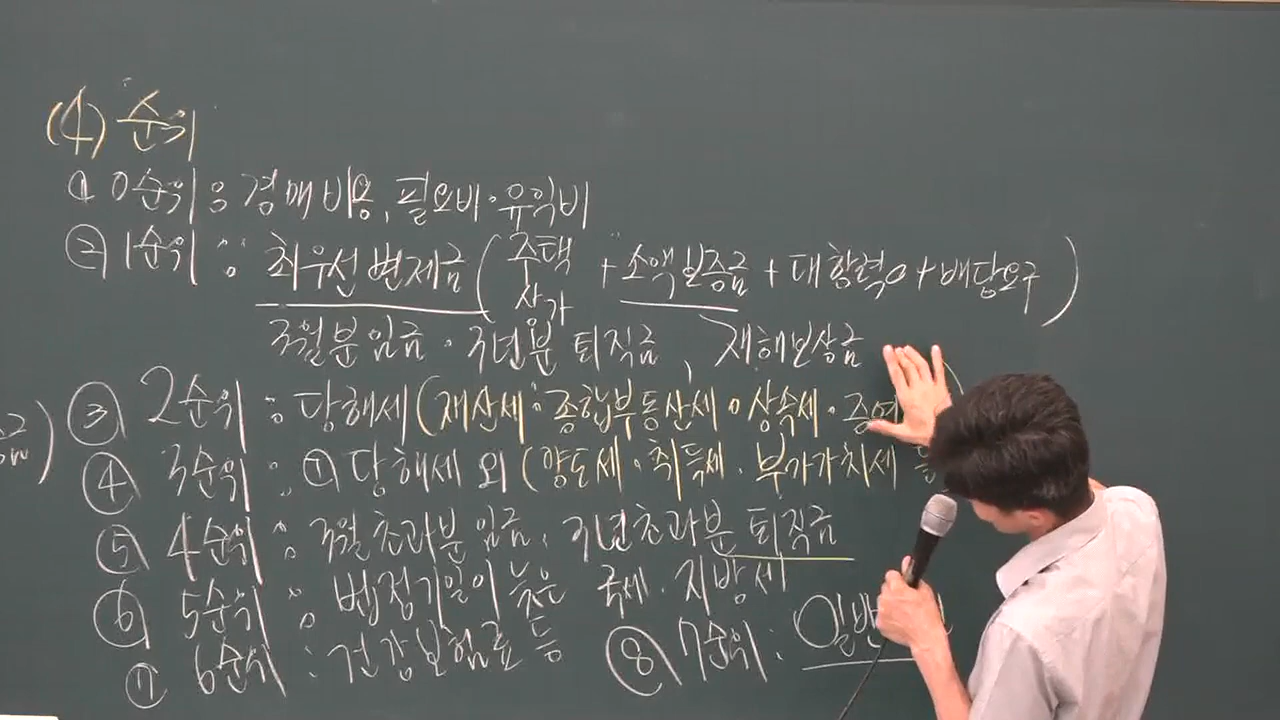 (4) 순위
① 0순위 : 경매비용, 필요비·유익비
② 1순위 : 최우선변제금 ( 주택 상가 + 소액보증금 + 대항력 + 배당요구 )
3월분 임금 · 3년분 퇴직금, 재해보상금
③ 2순위 : 당해세 (재산세·종합부동산세·상속세·증여
④ 3순위 : ① 당해세 외 (양도세·취득세·부가가치세 등
⑤ 4순위 : 3월 초과분 임금, 3년 초과분 퇴직금
⑥ 5순위 : 법정기일이 늦은 국세·지방세
⑦ 6순위 : 건강보험료 등
⑧ 7순위 : 일반